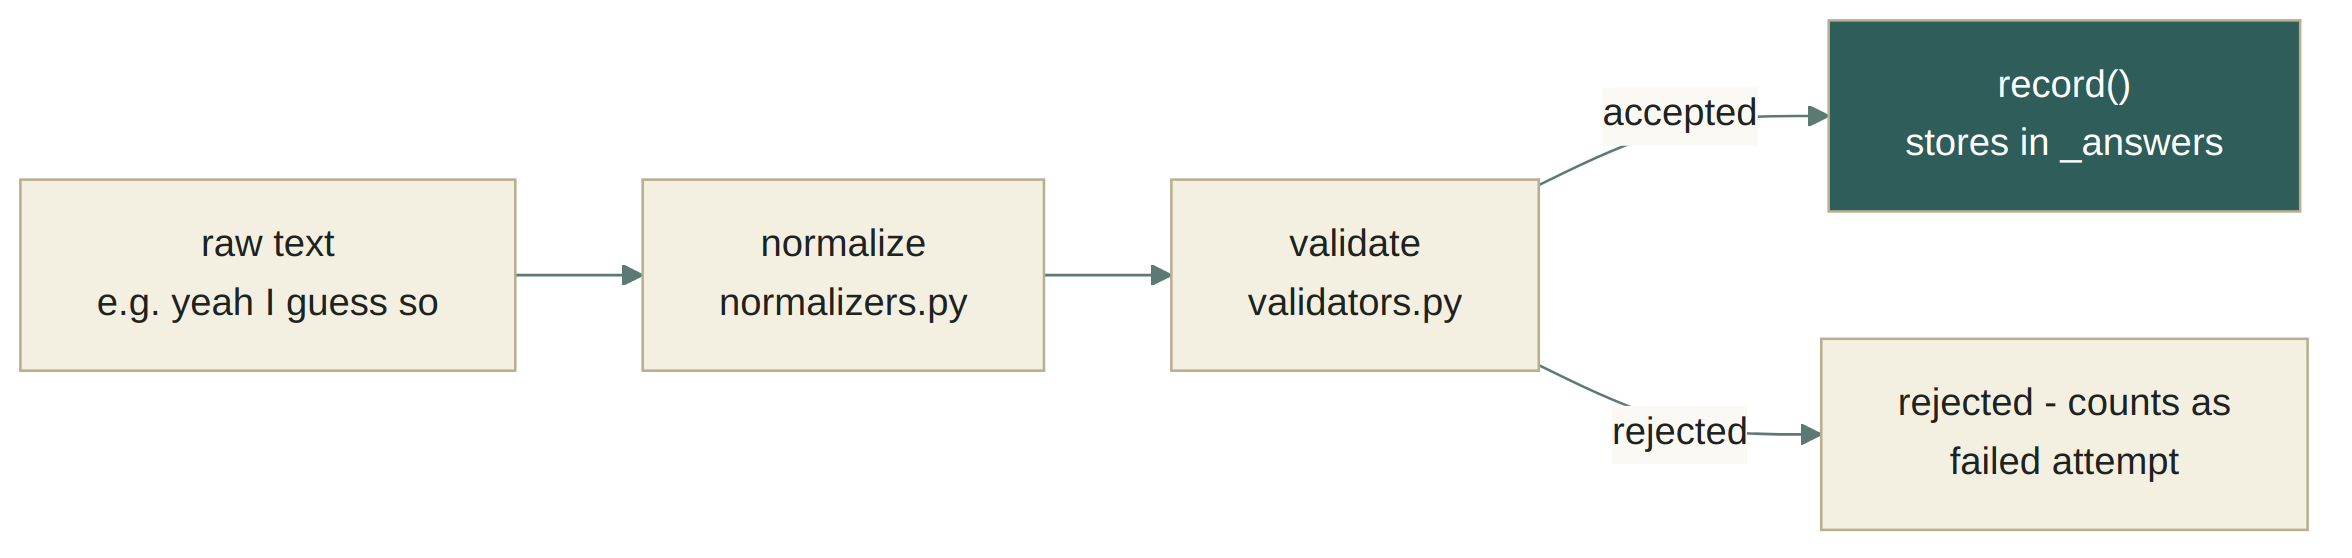 raw text
e.g. yeah I guess so
normalize
normalizers.py
validate
validators.py
accepted
record()
stores in _answers
rejected
rejected - counts as
failed attempt